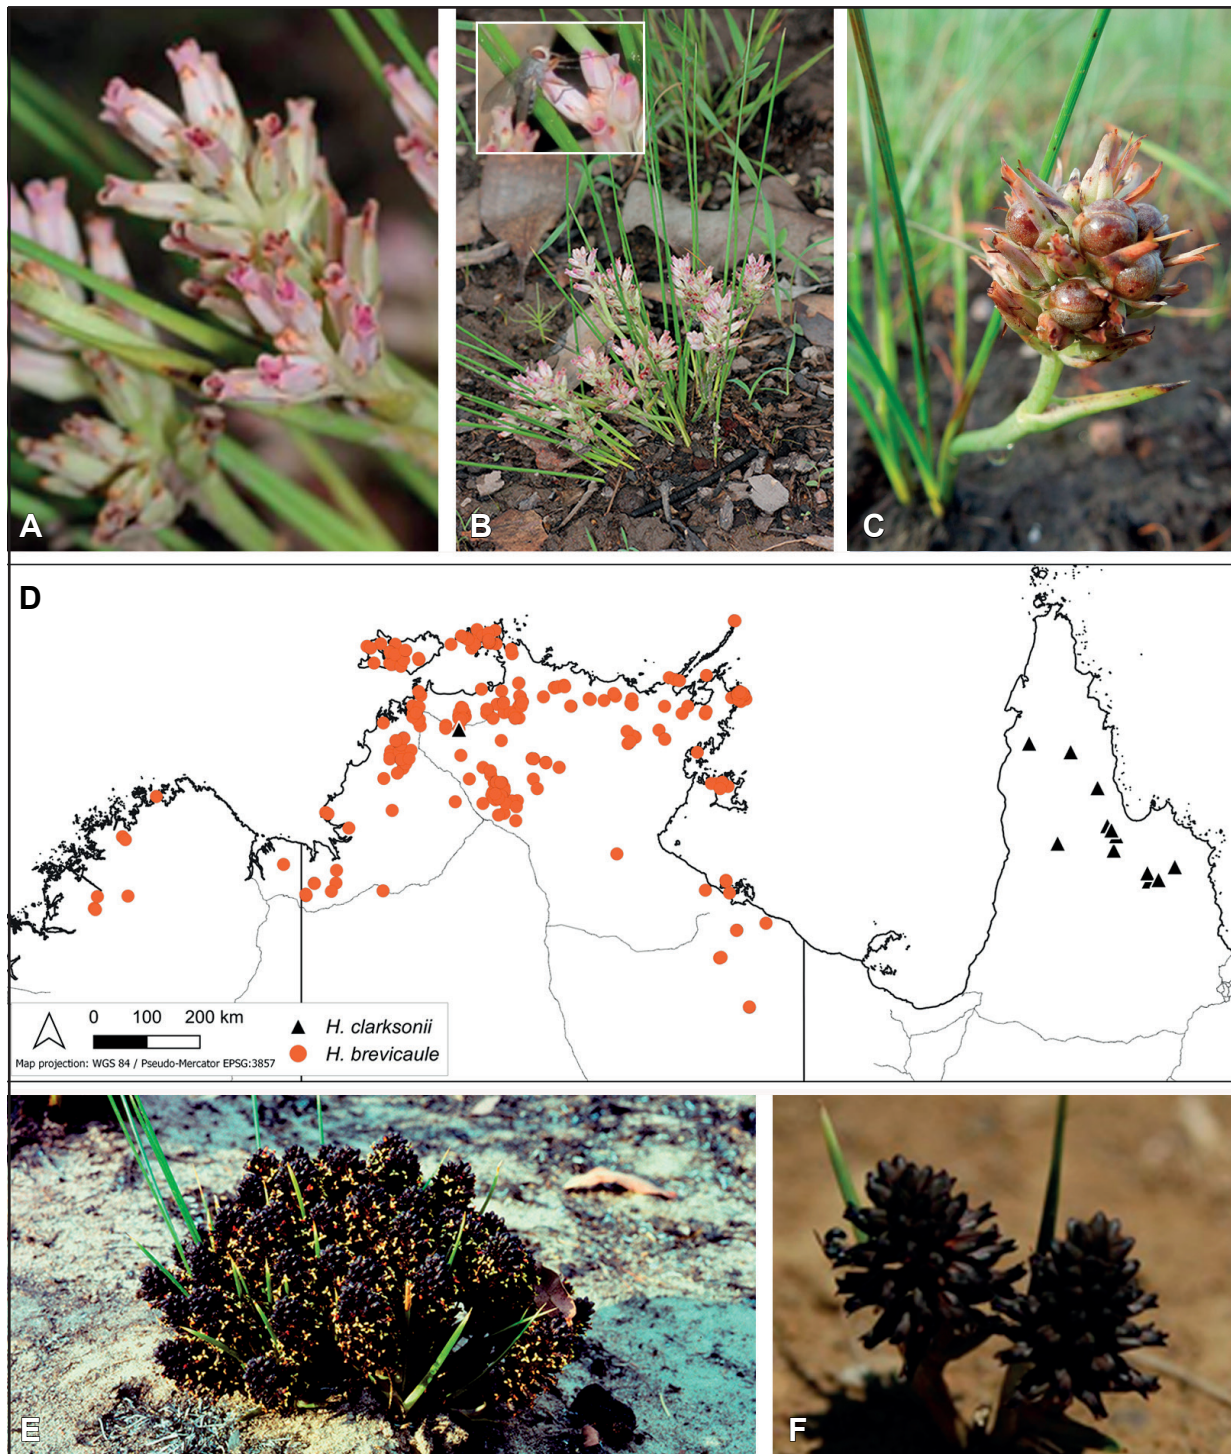 A
B
C
D
0 100 200 km
Map projection: WGS 84 / Pseudo-Mercator EPSG:3857
H. clarksonii
H. brevicaule
E
F